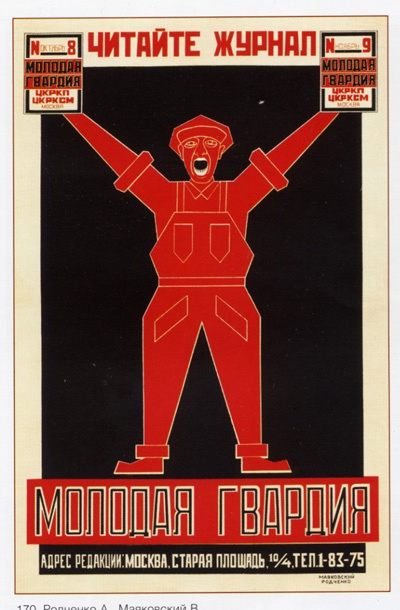 ЧИТАЙТЕ ЖУРНАЛ
№ ОКТЯБРЬ 8
МОЛОДАЯ
ГВАРДИЯ
ЦКРКП
ЦКРКСМ
МОСКВА
№ НОЯБРЬ 9
МОЛОДАЯ
ГВАРДИЯ
ЦКРКП
ЦКРКСМ
МОСКВА
МОЛОДАЯ ГВАРДИЯ
АДРЕС РЕДАКЦИИ: МОСКВА, СТАРАЯ ПЛОЩАДЬ, 10/4, ТЕЛ. 1-83-75
МАЯКОВСКИЙ
РОДЧЕНКО
170. Родченко А., Маяковский В.